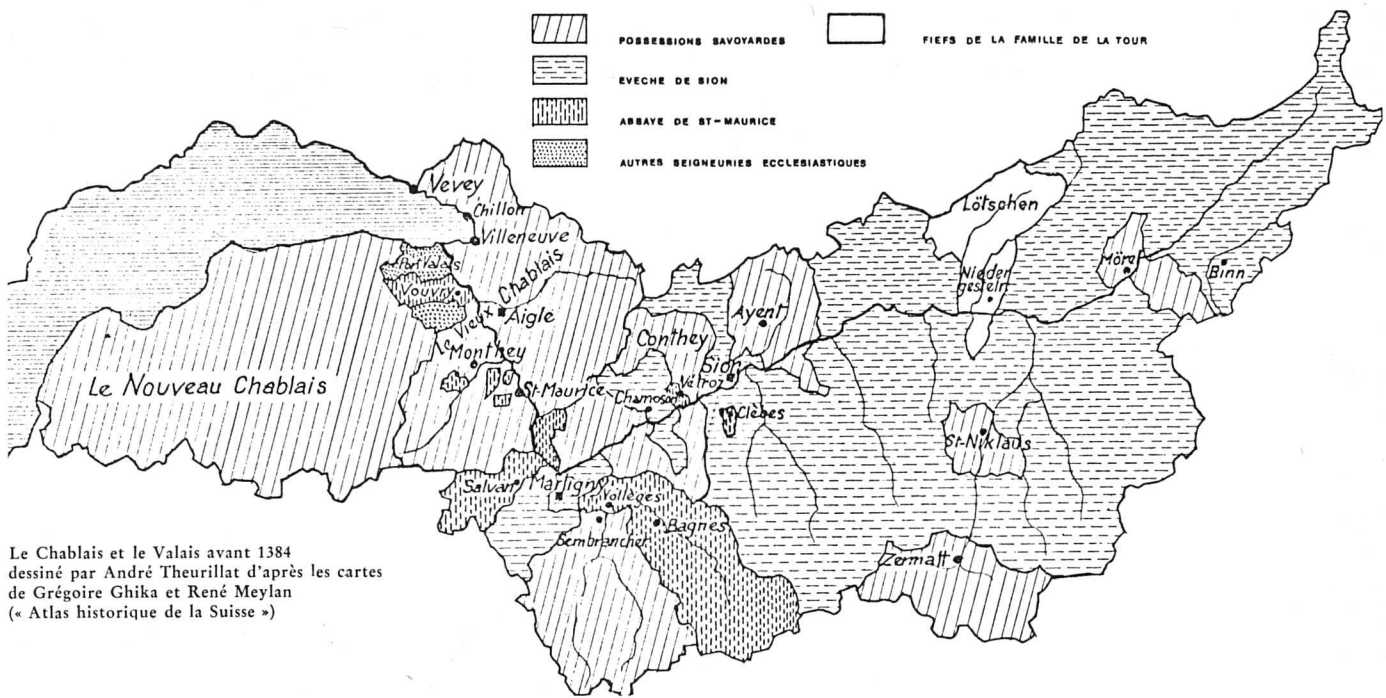 POSSESSIONS SAVOYARDES
FIEFS DE LA FAMILLE DE LA TOUR
EVECHE DE SION
ABBAYE DE ST-MAURICE
AUTRES SEIGNEURIES ECCLESIASTIQUES
Vevey
Chillon
Villeneuve
Port Valais
Vouvry
Le Vieux Chablais
Aigle
Monthey
Le Nouveau Chablais
St-Maurice
Conthey
Ayent
Sion
Vétroz
Chamoson
Clèbes
Lötschen
Nieder
gesteln
Mörel
Binn
St-Niklaus
Salvan
Martigny
Vollèges
Bagnes
Sembrancher
Zermatt
Le Chablais et le Valais avant 1384
dessiné par André Theurillat d'après les cartes
de Grégoire Ghika et René Meylan
(« Atlas historique de la Suisse »)